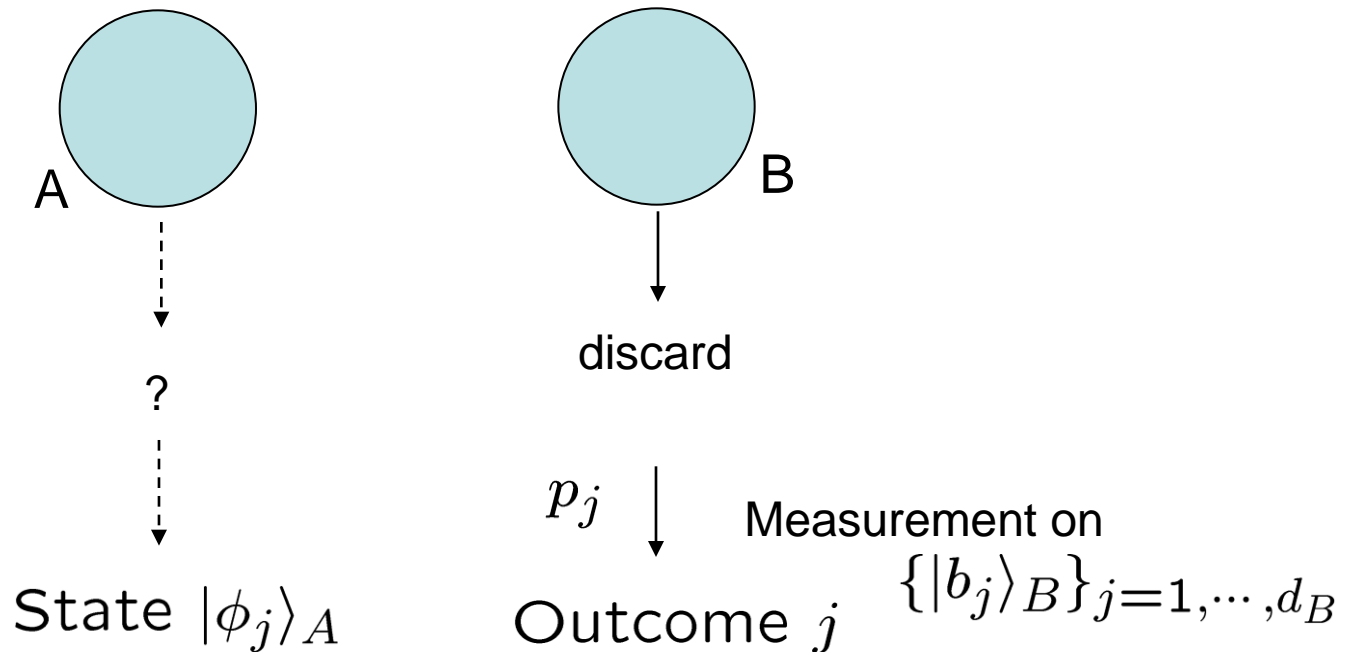 A
B
discard
?
p_j
Measurement on
{|b_j⟩_B}_{j=1,⋯,d_B}
State |ϕ_j⟩_A
Outcome j